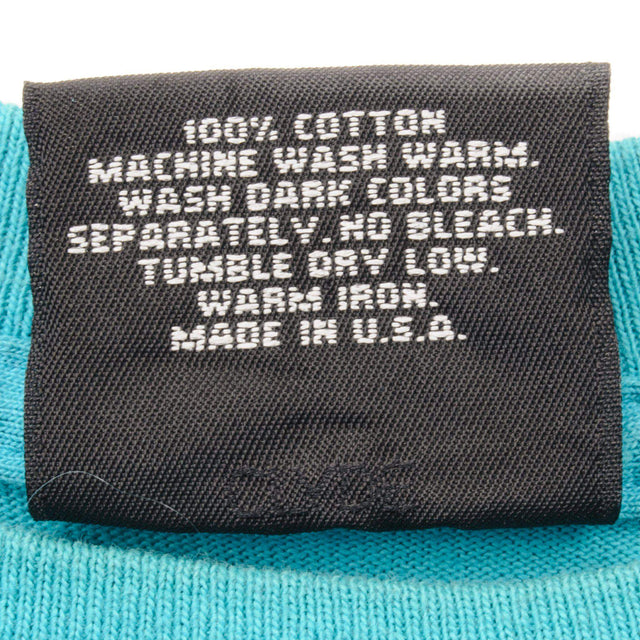 100% COTTON
MACHINE WASH WARM.
WASH DARK COLORS
SEPARATELY. NO BLEACH.
TUMBLE DRY LOW.
WARM IRON.
MADE IN U.S.A.